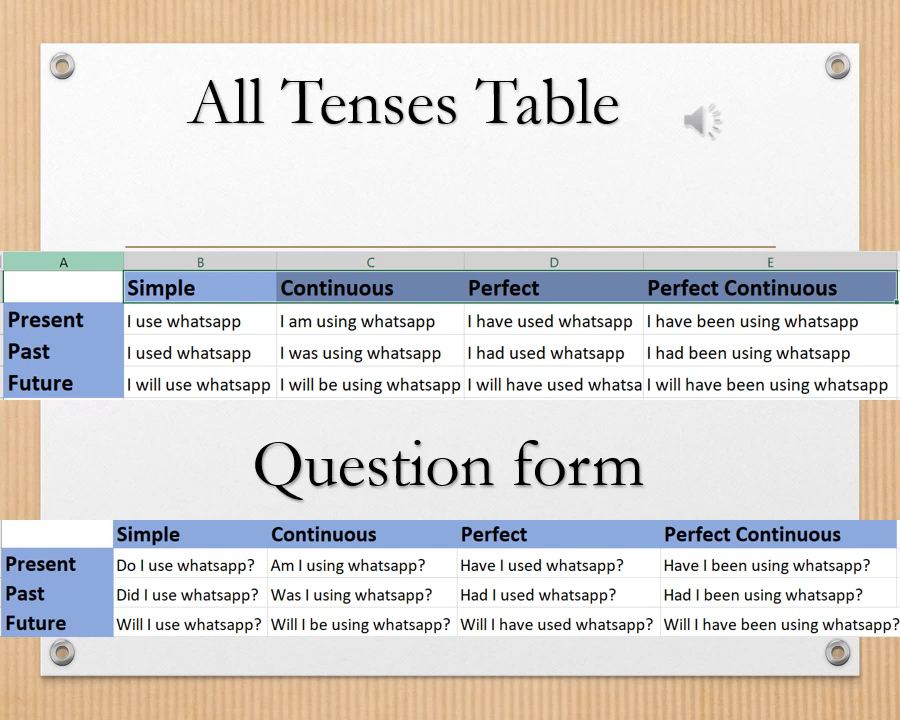 All Tenses Table
A B C D E
Simple Continuous Perfect Perfect Continuous
Present I use whatsapp I am using whatsapp I have used whatsapp I have been using whatsapp
Past I used whatsapp I was using whatsapp I had used whatsapp I had been using whatsapp
Future I will use whatsapp I will be using whatsapp I will have used whatsa I will have been using whatsapp
Question form
Simple Continuous Perfect Perfect Continuous
Present Do I use whatsapp? Am I using whatsapp? Have I used whatsapp? Have I been using whatsapp?
Past Did I use whatsapp? Was I using whatsapp? Had I used whatsapp? Had I been using whatsapp?
Future Will I use whatsapp? Will I be using whatsapp? Will I have used whatsapp? Will I have been using whatsapp?